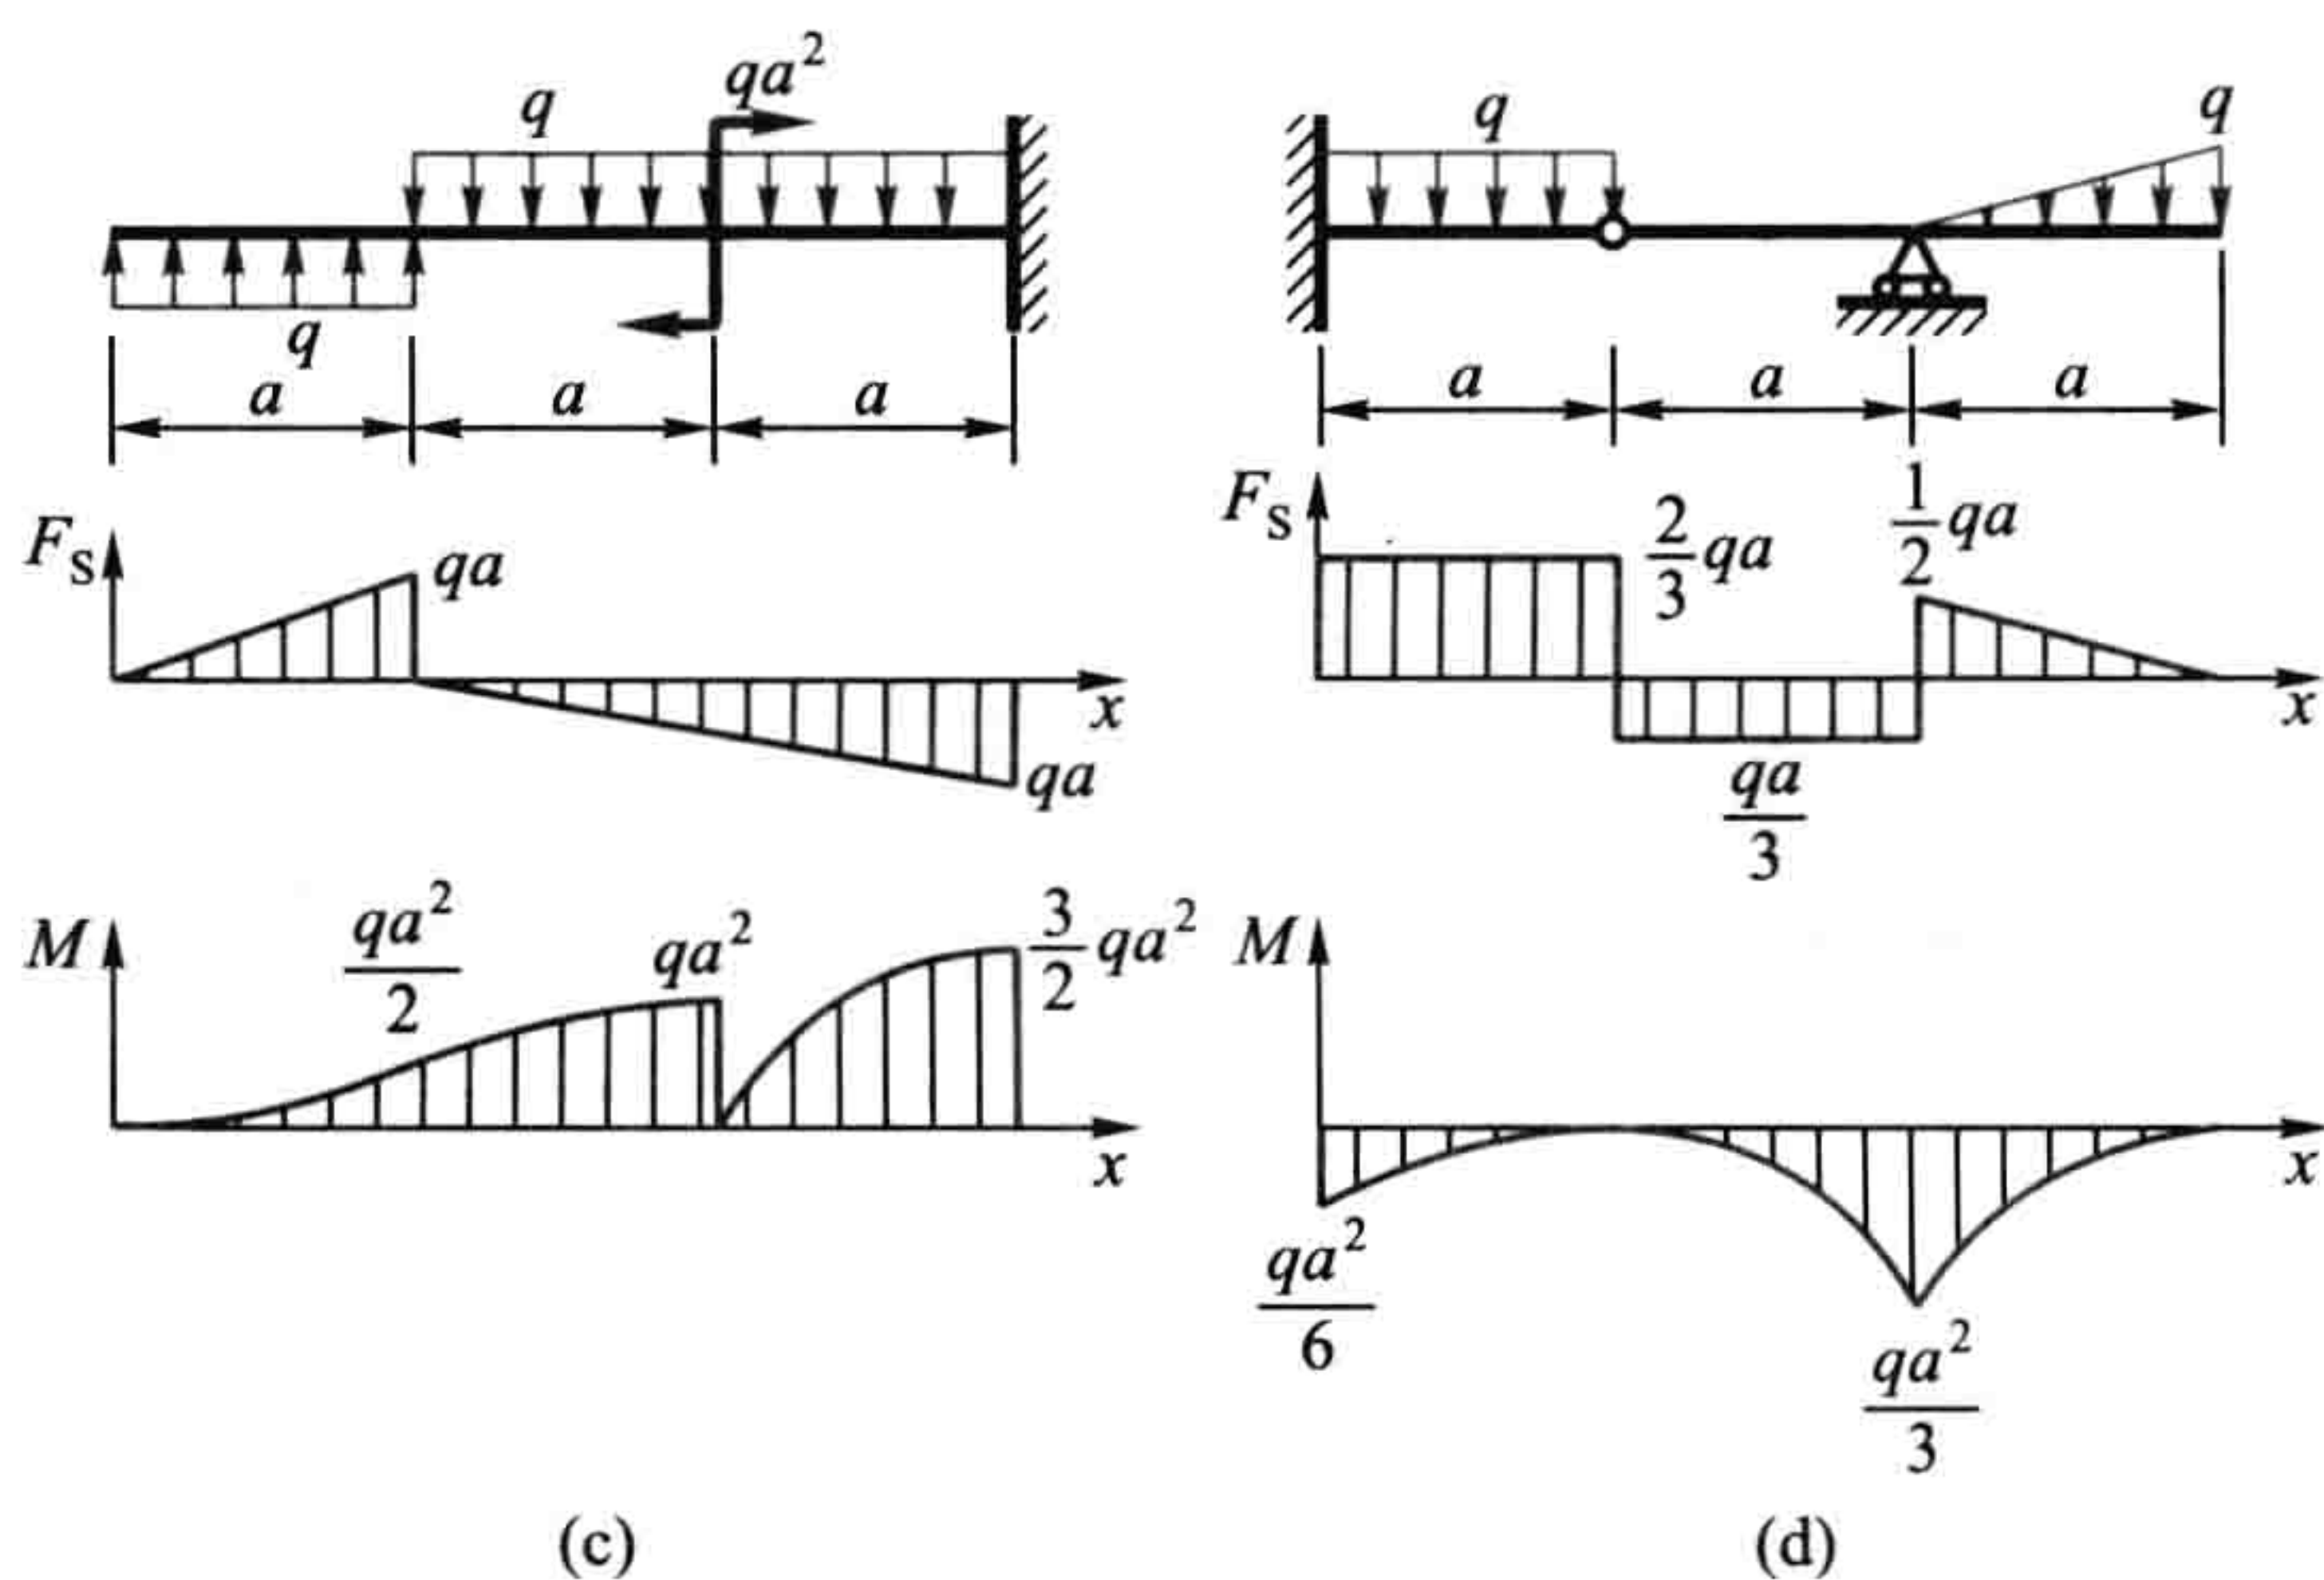 qa²
q
q
a a a
F_S
qa
x
qa
M
qa²/2
qa²
3/2 qa²
x
(c)
q
q
a a a
F_S
2/3 qa
1/2 qa
x
qa/3
M
x
qa²/6
qa²/3
(d)